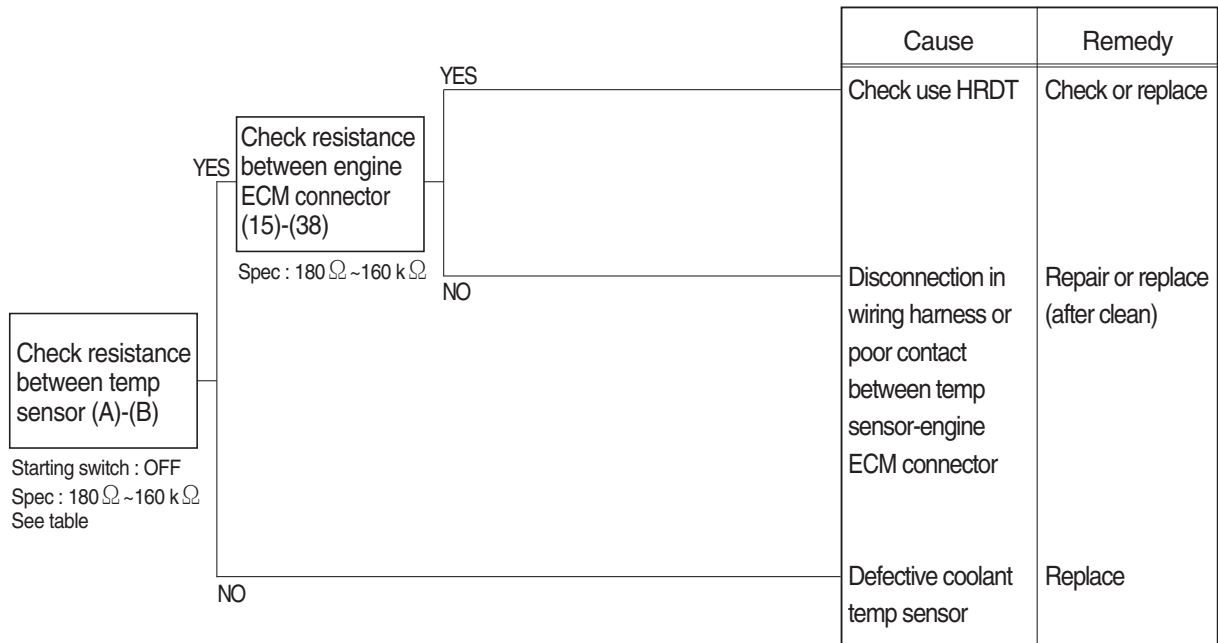 Cause Remedy
YES
Check use HRDT Check or replace
Check resistance
between engine
ECM connector
(15)-(38)
YES
Spec : 180 Ω ~160 k Ω
NO
Disconnection in
wiring harness or
poor contact
between temp
sensor-engine
ECM connector
Repair or replace
(after clean)
Check resistance
between temp
sensor (A)-(B)
Starting switch : OFF
Spec : 180 Ω ~160 k Ω
See table
NO
Defective coolant
temp sensor
Replace